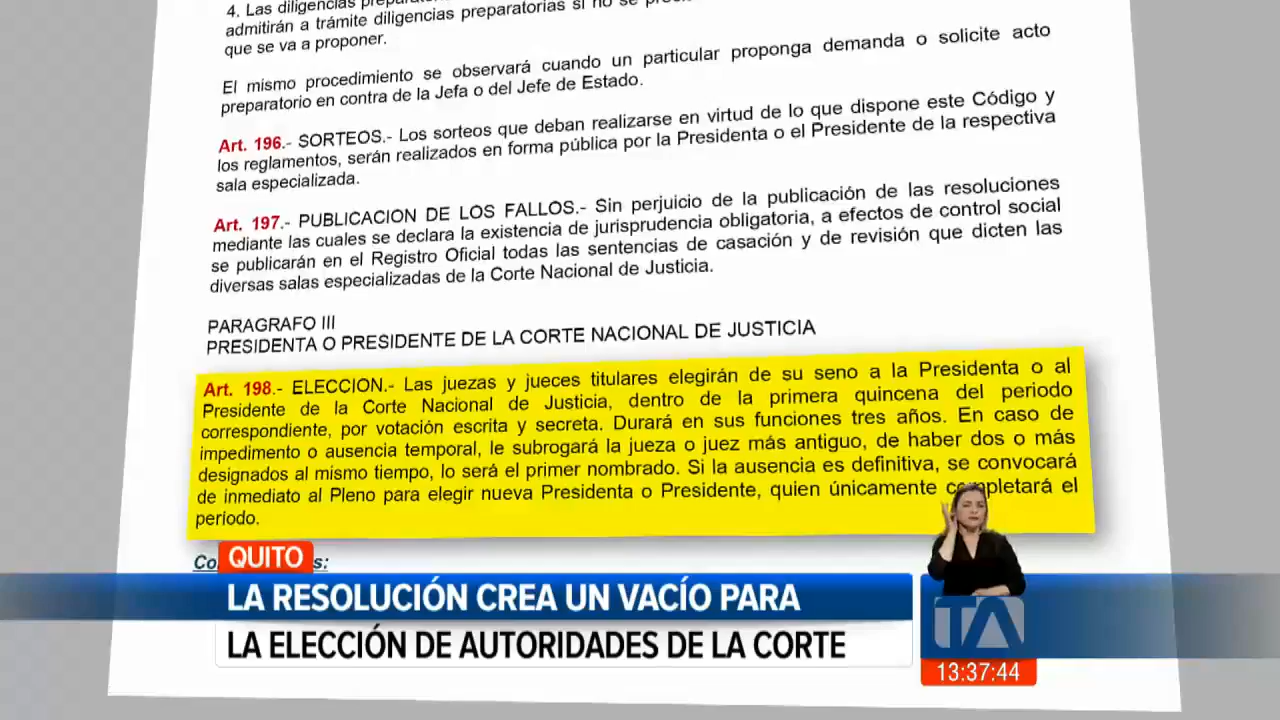 4. Las diligencias
admitirán a trámite diligencias preparatorias si no se
que se va a proponer.
El mismo procedimiento se observará cuando un particular proponga demanda o solicite acto
preparatorio en contra de la Jefa o del Jefe de Estado.
Art. 196.- SORTEOS.- Los sorteos que deban realizarse en virtud de lo que dispone este Código y
los reglamentos, serán realizados en forma pública por la Presidenta o el Presidente de la respectiva
sala especializada.
Art. 197.- PUBLICACION DE LOS FALLOS.- Sin perjuicio de la publicación de las resoluciones
mediante las cuales se declara la existencia de jurisprudencia obligatoria, a efectos de control social
se publicarán en el Registro Oficial todas las sentencias de casación y de revisión que dicten las
diversas salas especializadas de la Corte Nacional de Justicia.
PARAGRAFO III
PRESIDENTA O PRESIDENTE DE LA CORTE NACIONAL DE JUSTICIA
Art. 198.- ELECCION.- Las juezas y jueces titulares elegirán de su seno a la Presidenta o al
Presidente de la Corte Nacional de Justicia, dentro de la primera quincena del periodo
correspondiente, por votación escrita y secreta. Durará en sus funciones tres años. En caso de
impedimento o ausencia temporal, le subrogará la jueza o juez más antiguo, de haber dos o más
designados al mismo tiempo, lo será el primer nombrado. Si la ausencia es definitiva, se convocará
de inmediato al Pleno para elegir nueva Presidenta o Presidente, quien únicamente completará el
período.
QUITO
LA RESOLUCIÓN CREA UN VACÍO PARA
LA ELECCIÓN DE AUTORIDADES DE LA CORTE
TA
13:37:44